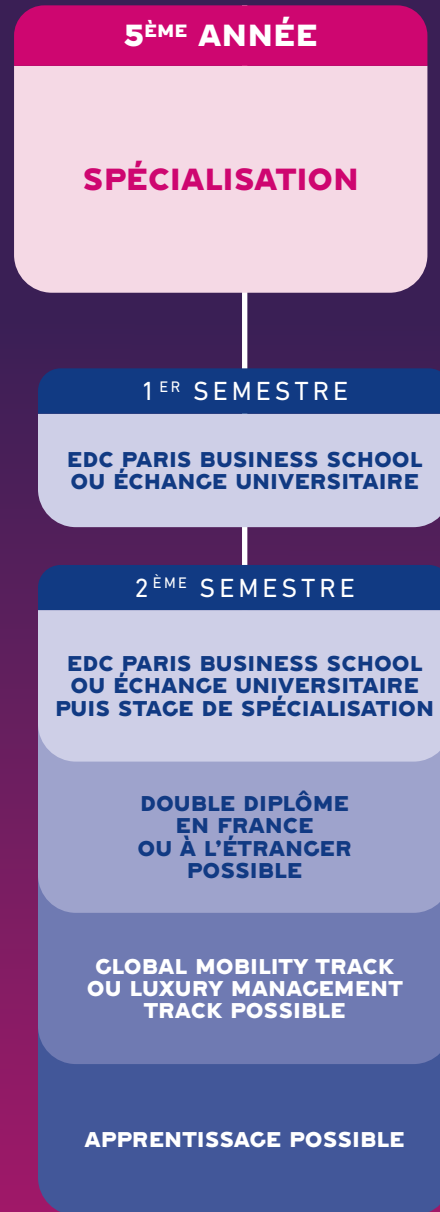 5ÈME ANNÉE
SPÉCIALISATION
1ER SEMESTRE
EDC PARIS BUSINESS SCHOOL
OU ÉCHANGE UNIVERSITAIRE
2ÈME SEMESTRE
EDC PARIS BUSINESS SCHOOL
OU ÉCHANGE UNIVERSITAIRE
PUIS STAGE DE SPÉCIALISATION
DOUBLE DIPLÔME
EN FRANCE
OU À L'ÉTRANGER
POSSIBLE
GLOBAL MOBILITY TRACK
OU LUXURY MANAGEMENT
TRACK POSSIBLE
APPRENTISSAGE POSSIBLE